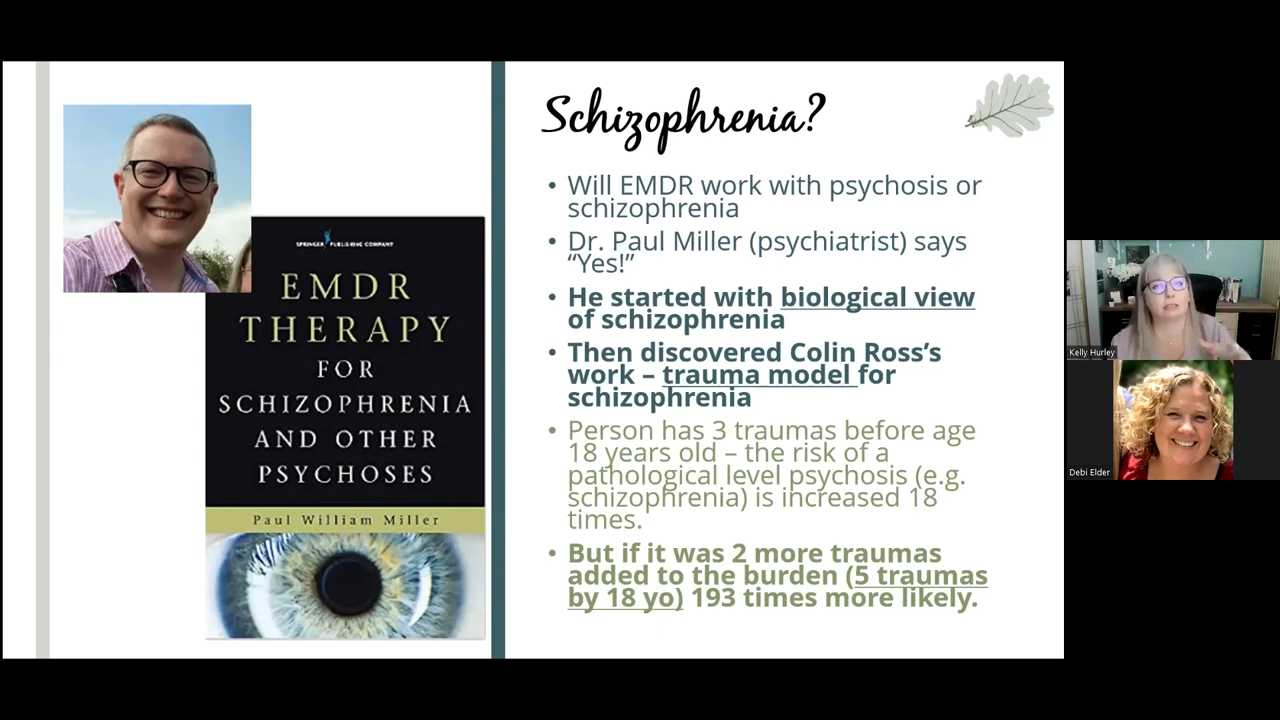 SPRINGER PUBLISHING COMPANY
EMDR
THERAPY
FOR
SCHIZOPHRENIA
AND OTHER
PSYCHOSES
Paul William Miller
Schizophrenia?
• Will EMDR work with psychosis or
schizophrenia
• Dr. Paul Miller (psychiatrist) says
“Yes!”
• He started with biological view
of schizophrenia
• Then discovered Colin Ross’s
work – trauma model for
schizophrenia
• Person has 3 traumas before age
18 years old – the risk of a
pathological level psychosis (e.g.
schizophrenia) is increased 18
times.
• But if it was 2 more traumas
added to the burden (5 traumas
by 18 yo) 193 times more likely.
Kelly Hurley
Debi Elder